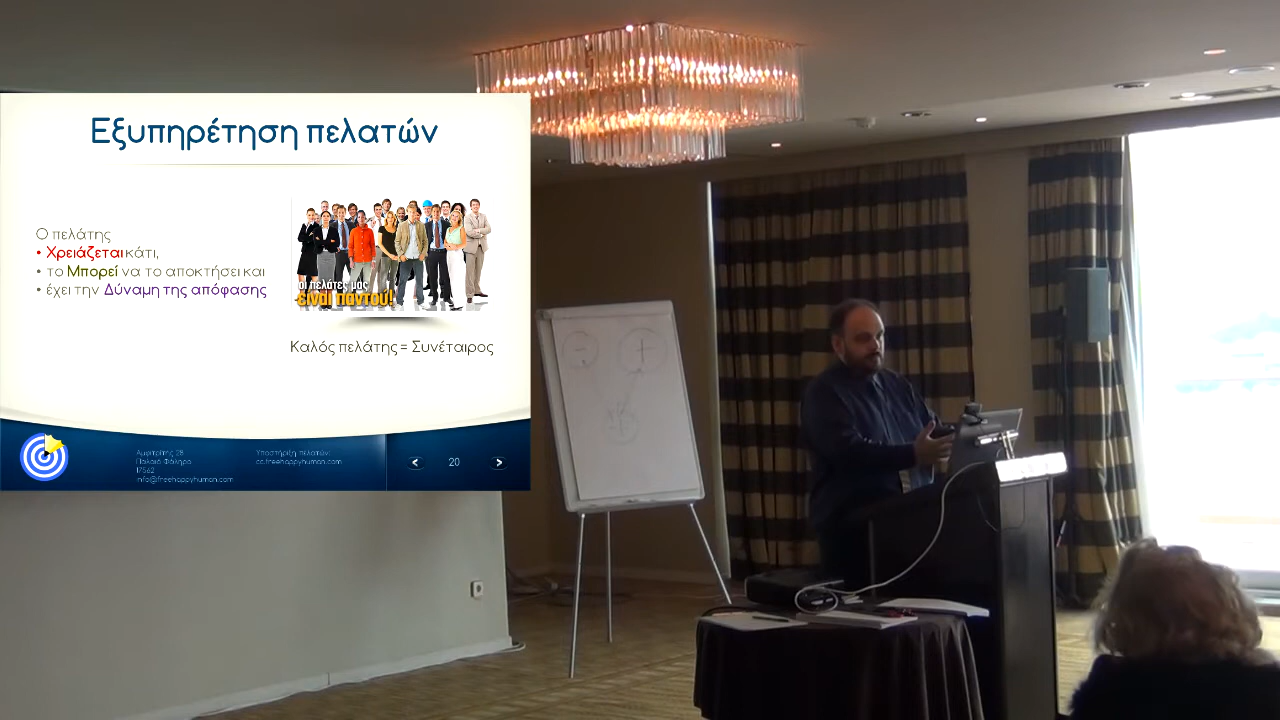 Εξυπηρέτηση πελατών
Ο πελάτης
• Χρειάζεται κάτι,
• το Μπορεί να το αποκτήσει και
• έχει την Δύναμη της απόφασης
οι πελάτες μας
είναι παντού!
Καλός πελάτης = Συνέταιρος
Αμφιτρίτης 28
Παλαιό Φάληρο
17562
info@freehappyhuman.com
Υποστήριξη πελατών:
cc.freehappyhuman.com
< 20 >